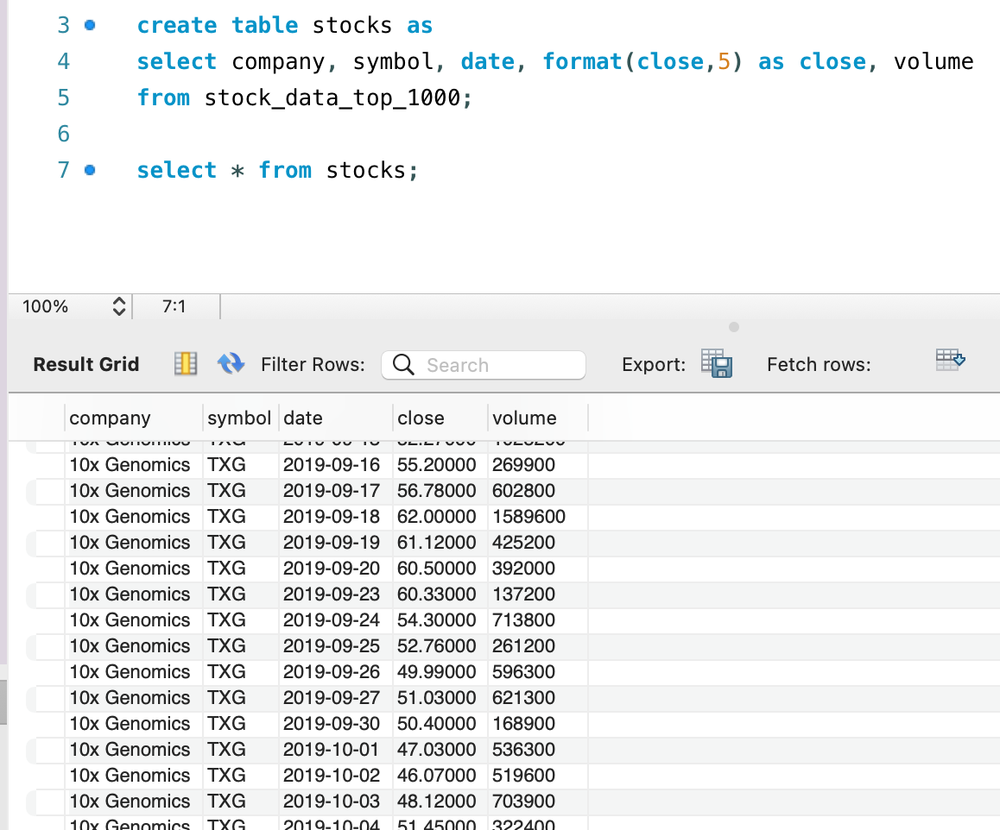 3 create table stocks as
4 select company, symbol, date, format(close,5) as close, volume
5 from stock_data_top_1000;
6
7 select * from stocks;
100% 7:1
Result Grid Filter Rows: Search Export: Fetch rows:
company symbol date close volume
10x Genomics TXG
10x Genomics TXG 2019-09-16 55.20000 269900
10x Genomics TXG 2019-09-17 56.78000 602800
10x Genomics TXG 2019-09-18 62.00000 1589600
10x Genomics TXG 2019-09-19 61.12000 425200
10x Genomics TXG 2019-09-20 60.50000 392000
10x Genomics TXG 2019-09-23 60.33000 137200
10x Genomics TXG 2019-09-24 54.30000 713800
10x Genomics TXG 2019-09-25 52.76000 261200
10x Genomics TXG 2019-09-26 49.99000 596300
10x Genomics TXG 2019-09-27 51.03000 621300
10x Genomics TXG 2019-09-30 50.40000 168900
10x Genomics TXG 2019-10-01 47.03000 536300
10x Genomics TXG 2019-10-02 46.07000 519600
10x Genomics TXG 2019-10-03 48.12000 703900
10x Genomics TXG 2019-10-04 51.45000 322400